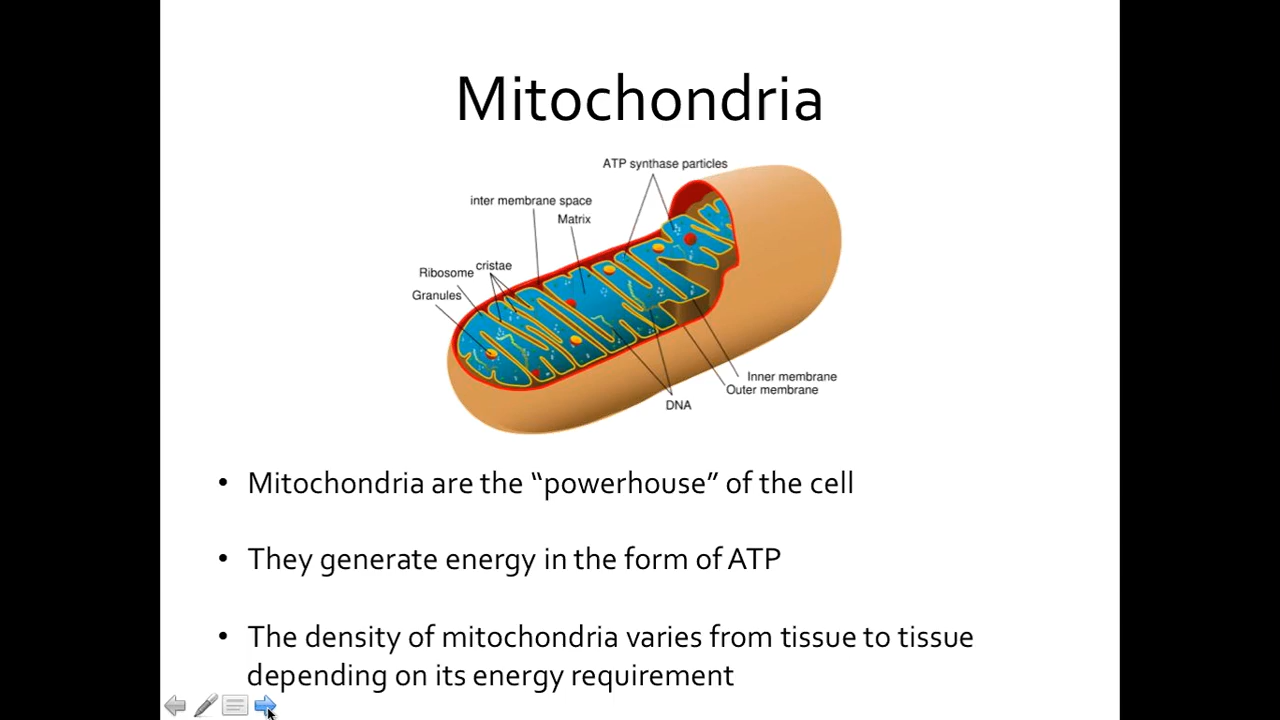 Mitochondria
ATP synthase particles
inter membrane space
Matrix
cristae
Ribosome
Granules
Inner membrane
Outer membrane
DNA
• Mitochondria are the “powerhouse” of the cell
• They generate energy in the form of ATP
• The density of mitochondria varies from tissue to tissue
depending on its energy requirement